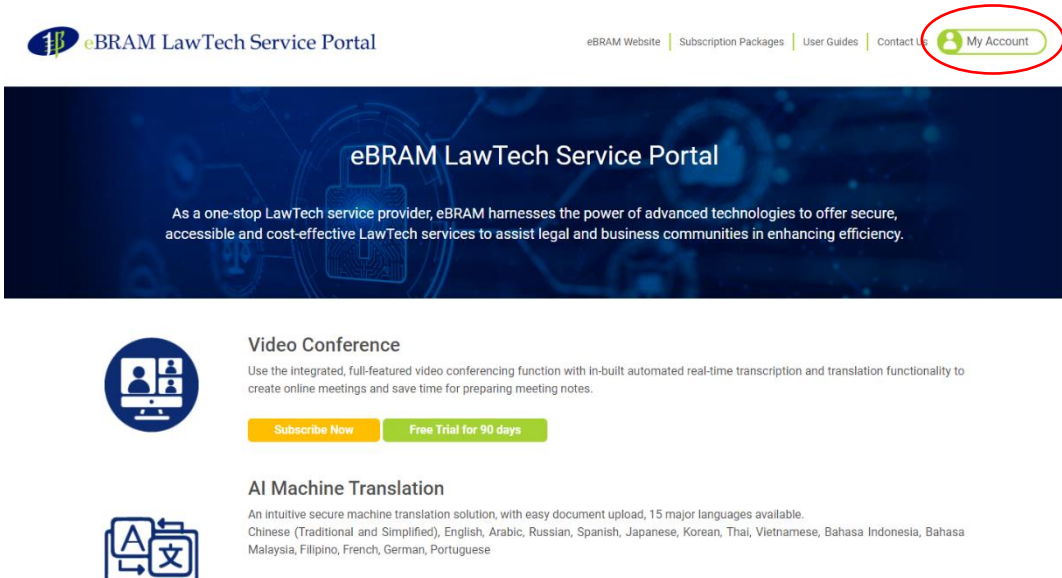 eBRAM LawTech Service Portal
eBRAM Website | Subscription Packages | User Guides | Contact Us
My Account
eBRAM LawTech Service Portal
As a one-stop LawTech service provider, eBRAM harnesses the power of advanced technologies to offer secure,
accessible and cost-effective LawTech services to assist legal and business communities in enhancing efficiency.
Video Conference
Use the integrated, full-featured video conferencing function with in-built automated real-time transcription and translation functionality to
create online meetings and save time for preparing meeting notes.
Subscribe Now
Free Trial for 90 days
AI Machine Translation
An intuitive secure machine translation solution, with easy document upload, 15 major languages available.
Chinese (Traditional and Simplified), English, Arabic, Russian, Spanish, Japanese, Korean, Thai, Vietnamese, Bahasa Indonesia, Bahasa
Malaysia, Filipino, French, German, Portuguese
A 文